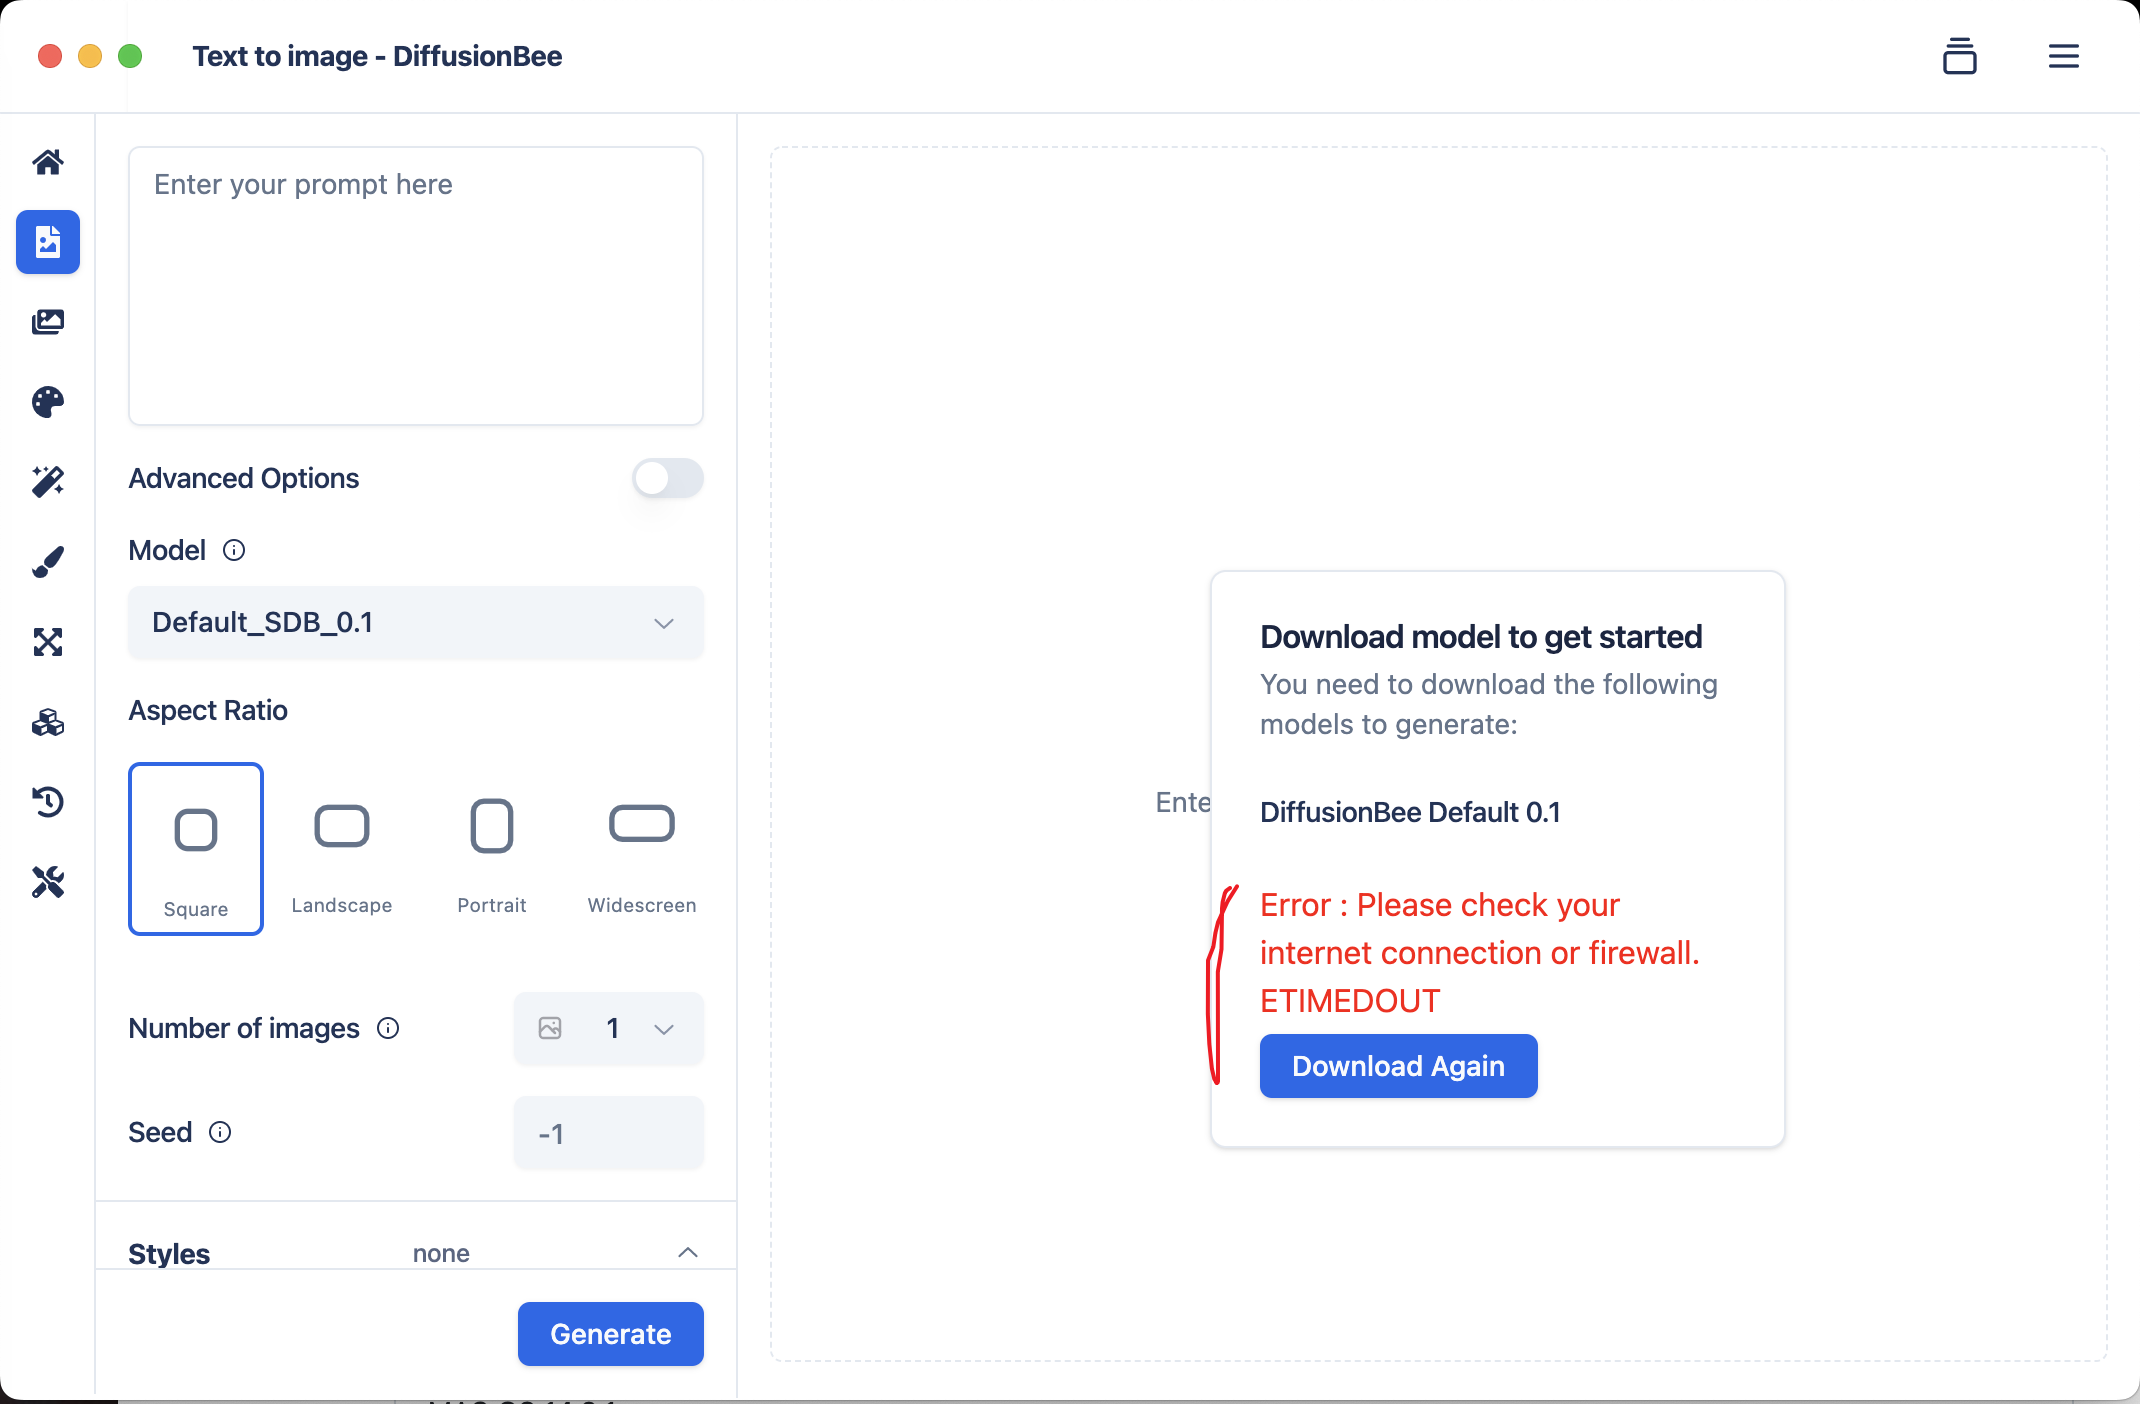 Text to image - DiffusionBee
Enter your prompt here
Advanced Options
Model
Default_SDB_0.1
Aspect Ratio
Square
Landscape
Portrait
Widescreen
Number of images
1
Seed
-1
Styles
none
Generate
Ente
Download model to get started
You need to download the following
models to generate:
DiffusionBee Default 0.1
Error : Please check your
internet connection or firewall.
ETIMEDOUT
Download Again